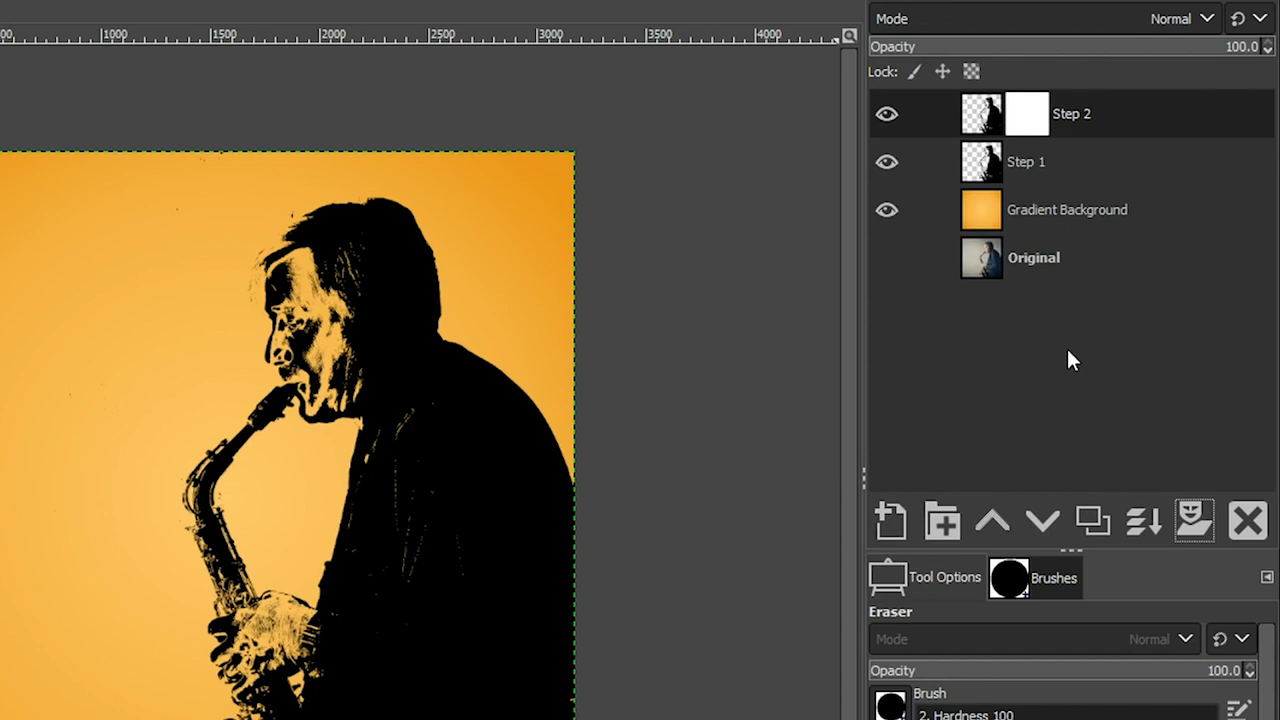 Mode Normal
00 1000 1500 2000 2500 3000 3500 4000
Opacity 100.0
Lock:
Step 2
Step 1
Gradient Background
Original
Tool Options Brushes
Eraser
Mode Normal
Opacity 100.0
Brush
2. Hardness 100